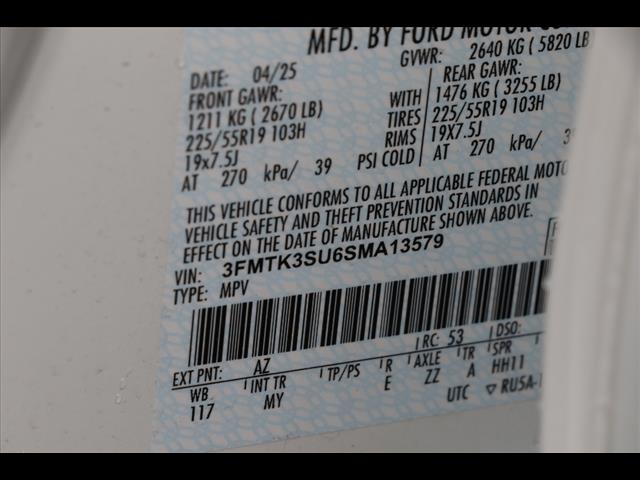 MFD. BY FORD MOTOR CO
GVWR: 2640 KG ( 5820 LB
DATE: 04/25
FRONT GAWR:
1211 KG ( 2670 LB)
225/55R19 103H
19x7.5J
AT 270 kPa/ 39
WITH
TIRES
RIMS
PSI COLD
REAR GAWR:
1476 KG ( 3255 LB)
225/55R19 103H
19X7.5J
AT 270 kPa/
THIS VEHICLE CONFORMS TO ALL APPLICABLE FEDERAL MOTO
VEHICLE SAFETY AND THEFT PREVENTION STANDARDS IN
EFFECT ON THE DATE OF MANUFACTURE SHOWN ABOVE.
VIN: 3FMTK3SU6SMA13579
TYPE: MPV
EXT PNT: AZ RC: 53 DSO:
WB INT TR TP/PS R AXLE TR SPR
117 MY E ZZ A HH11
UTC ▽ RU5A-